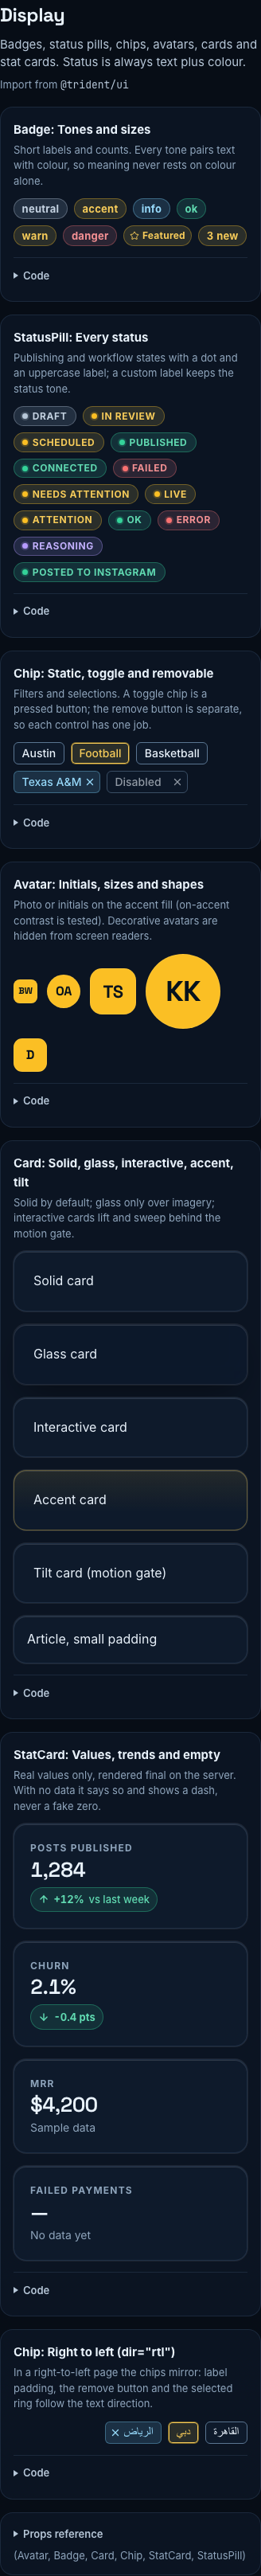 Display
Badges, status pills, chips, avatars, cards and
stat cards. Status is always text plus colour.
Import from @trident/ui
Badge: Tones and sizes
Short labels and counts. Every tone pairs text
with colour, so meaning never rests on colour
alone.
neutral accent info ok
warn danger Featured 3 new
Code
StatusPill: Every status
Publishing and workflow states with a dot and
an uppercase label; a custom label keeps the
status tone.
DRAFT IN REVIEW
SCHEDULED PUBLISHED
CONNECTED FAILED
NEEDS ATTENTION LIVE
ATTENTION OK ERROR
REASONING
POSTED TO INSTAGRAM
Code
Chip: Static, toggle and removable
Filters and selections. A toggle chip is a
pressed button; the remove button is separate,
so each control has one job.
Austin Football Basketball
Texas A&M × Disabled ×
Code
Avatar: Initials, sizes and shapes
Photo or initials on the accent fill (on-accent
contrast is tested). Decorative avatars are
hidden from screen readers.
BW OA TS KK
D
Code
Card: Solid, glass, interactive, accent,
tilt
Solid by default; glass only over imagery;
interactive cards lift and sweep behind the
motion gate.
Solid card
Glass card
Interactive card
Accent card
Tilt card (motion gate)
Article, small padding
Code
StatCard: Values, trends and empty
Real values only, rendered final on the server.
With no data it says so and shows a dash,
never a fake zero.
POSTS PUBLISHED
1,284
↑ +12% vs last week
CHURN
2.1%
↓ -0.4 pts
MRR
$4,200
Sample data
FAILED PAYMENTS
—
No data yet
Code
Chip: Right to left (dir="rtl")
In a right-to-left page the chips mirror: label
padding, the remove button and the selected
ring follow the text direction.
القاهرة دبي الرياض ×
Code
Props reference
(Avatar, Badge, Card, Chip, StatCard, StatusPill)